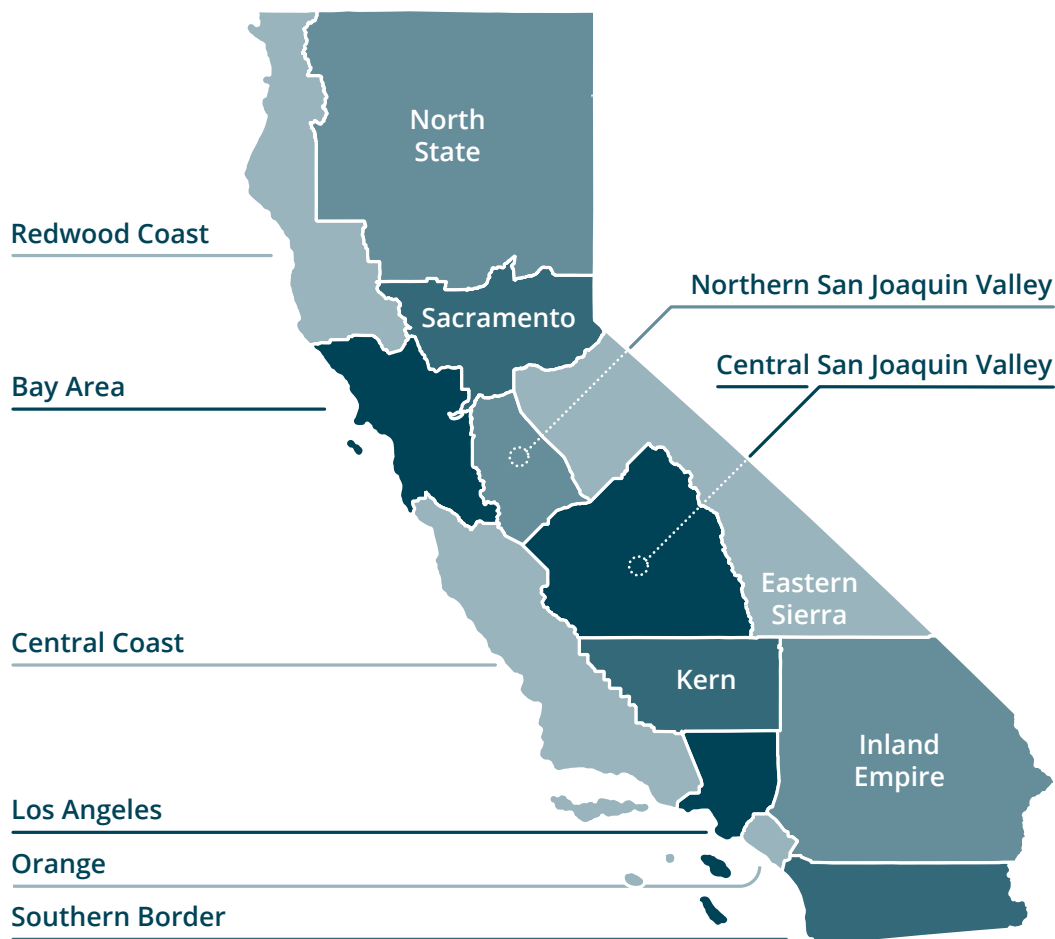 North
State
Redwood Coast
Northern San Joaquin Valley
Sacramento
Central San Joaquin Valley
Bay Area
Eastern
Sierra
Central Coast
Kern
Inland
Empire
Los Angeles
Orange
Southern Border